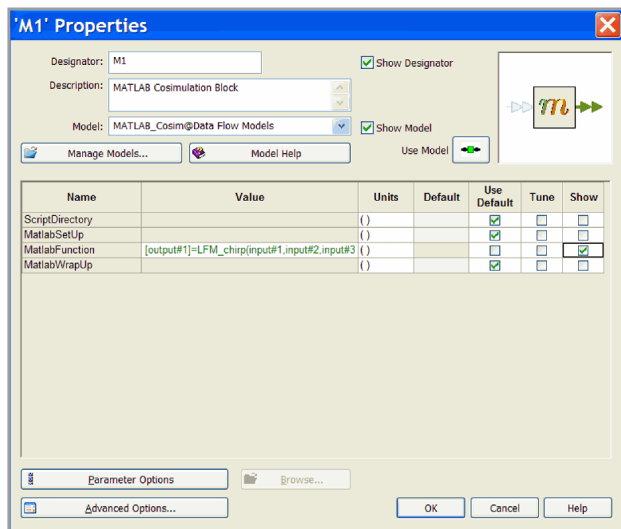 'M1' Properties
Designator: M1
Show Designator
Description: MATLAB Cosimulation Block
Model: MATLAB_Cosim@Data Flow Models
Show Model
Manage Models...
Model Help
Use Model
m
Name Value Units Default Use Default Tune Show
ScriptDirectory ()
MatlabSetUp ()
MatlabFunction [output#1]=LFM_chirp(input#1,input#2,input#3 ()
MatlabWrapUp ()
Parameter Options
Browse...
Advanced Options...
OK Cancel Help